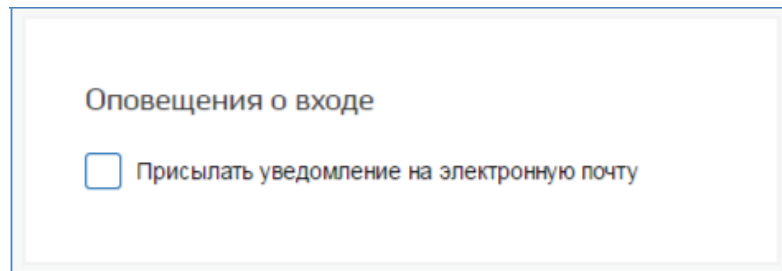 Оповещения о входе
Присылать уведомление на электронную почту